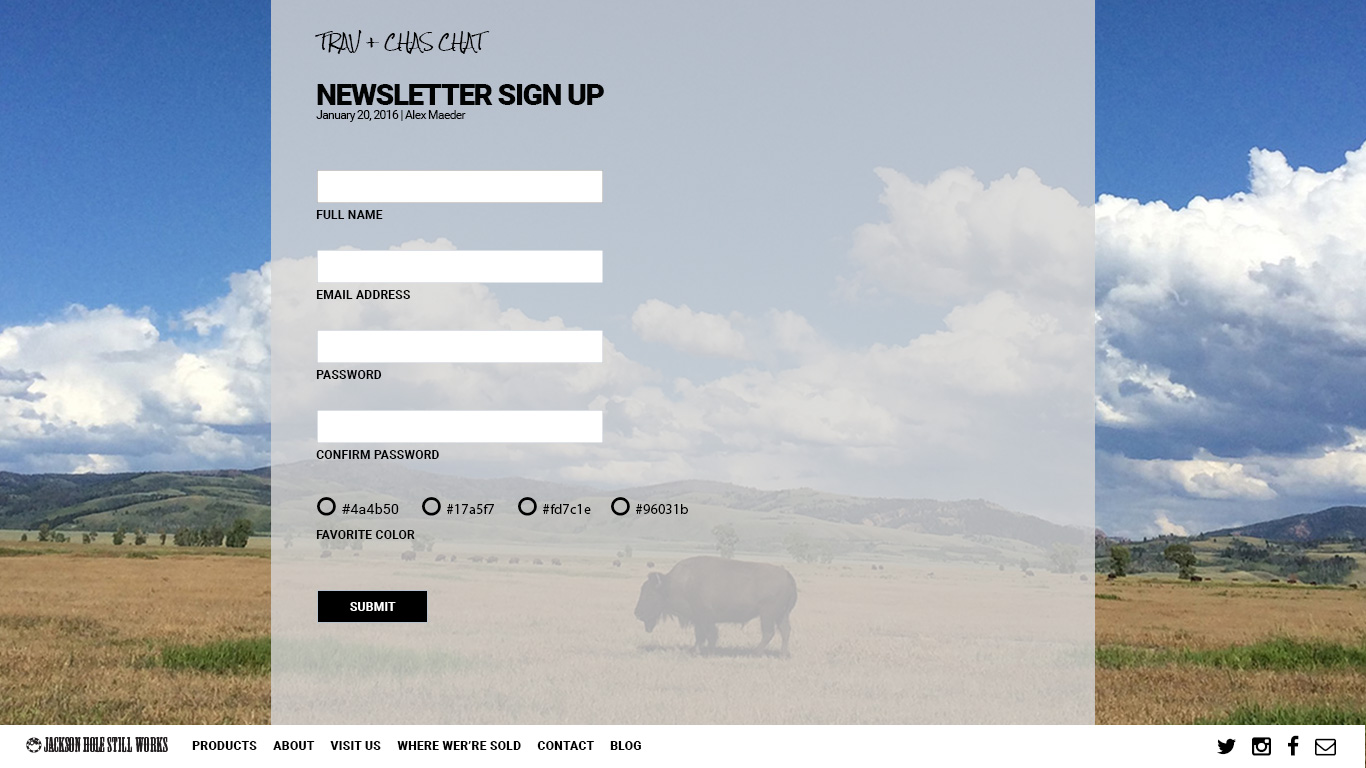 TRAV + CHAS CHAT
NEWSLETTER SIGN UP
January 20, 2016 | Alex Maeder
FULL NAME
EMAIL ADDRESS
PASSWORD
CONFIRM PASSWORD
#4a4b50 #17a5f7 #fd7c1e #96031b
FAVORITE COLOR
SUBMIT
JACKSON HOLE STILL WORKS PRODUCTS ABOUT VISIT US WHERE WER'RE SOLD CONTACT BLOG